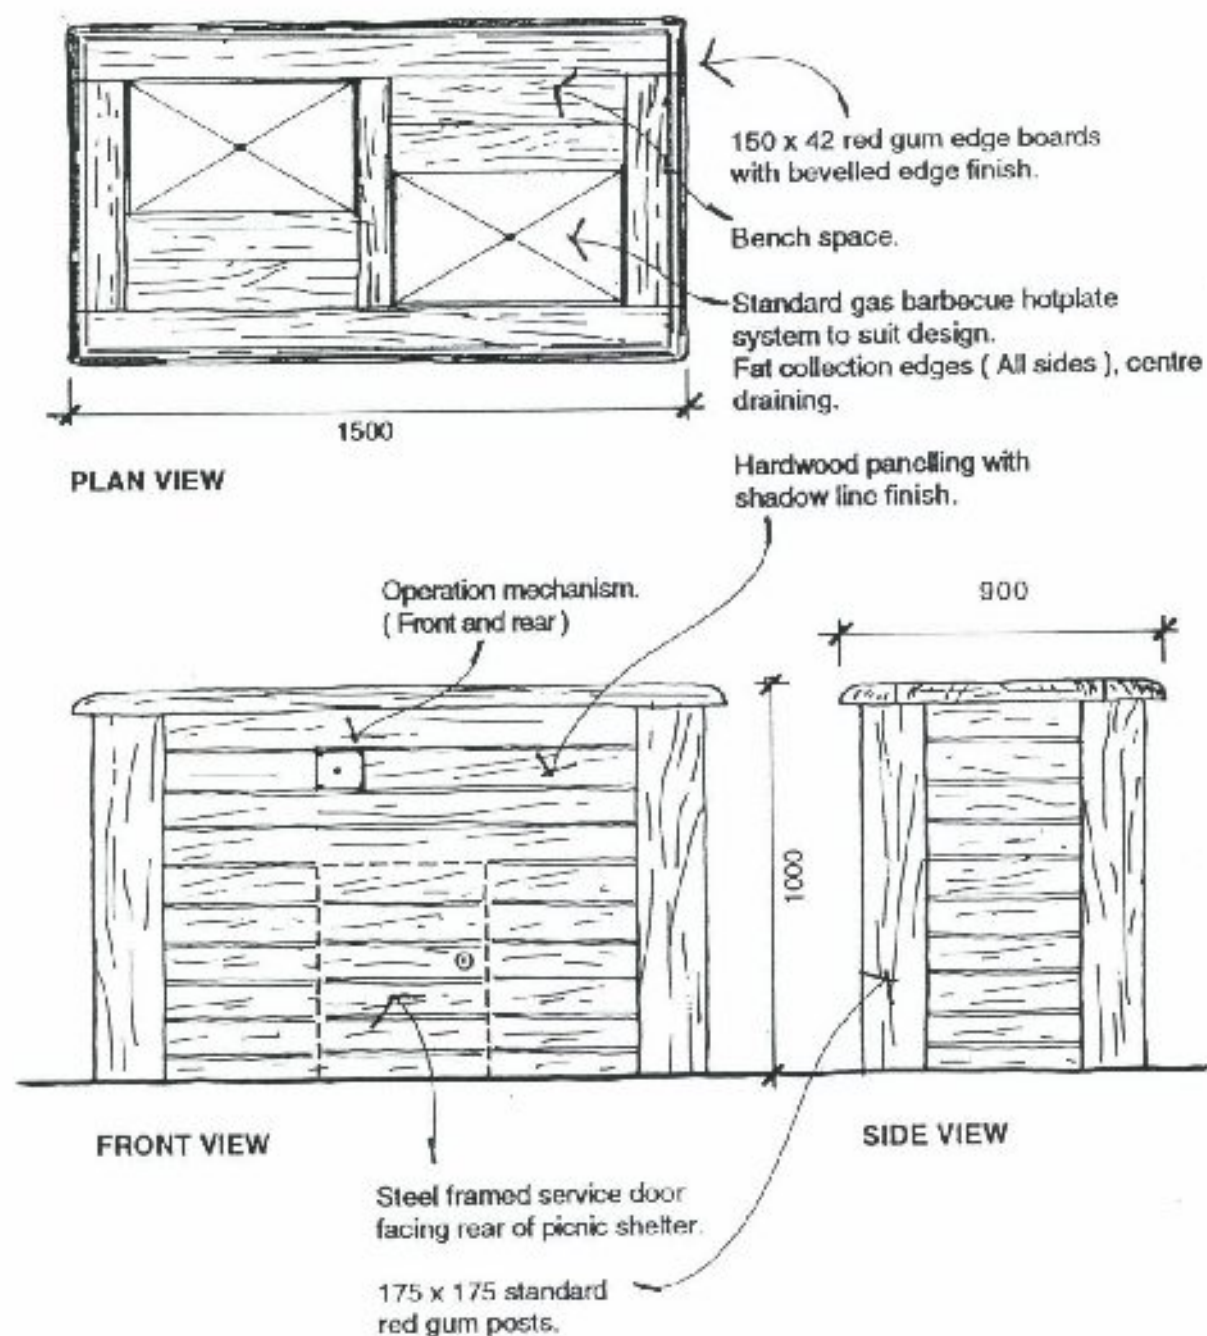 150 x 42 red gum edge boards
with bevelled edge finish.
Bench space.
Standard gas barbecue hotplate
system to suit design.
Fat collection edges ( All sides ), centre
draining.
1500
PLAN VIEW
Hardwood panelling with
shadow line finish.
Operation mechanism.
( Front and rear )
900
1000
FRONT VIEW
SIDE VIEW
Steel framed service door
facing rear of picnic shelter.
175 x 175 standard
red gum posts.